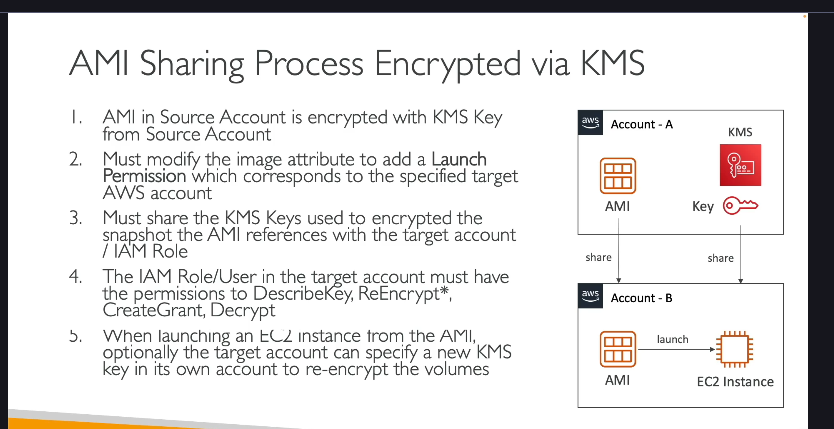 AMI Sharing Process Encrypted via KMS
1. AMI in Source Account is encrypted with KMS Key
from Source Account
2. Must modify the image attribute to add a Launch
Permission which corresponds to the specified target
AWS account
3. Must share the KMS Keys used to encrypted the
snapshot the AMI references with the target account
/ IAM Role
4. The IAM Role/User in the target account must have
the permissions to DescribeKey, ReEncrypt*,
CreateGrant, Decrypt
5. When launching an EC2 instance from the AMI,
optionally the target account can specify a new KMS
key in its own account to re-encrypt the volumes
aws Account - A
KMS
AMI
Key
share
share
aws Account - B
launch
AMI
EC2 Instance